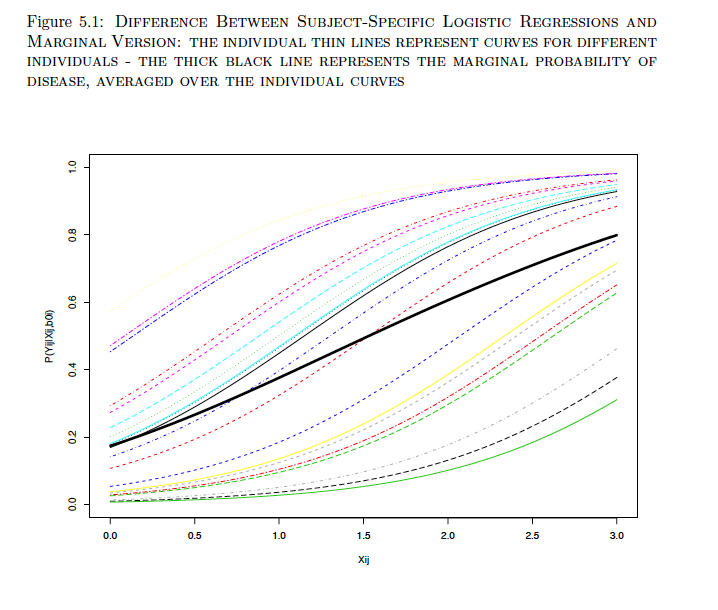 Figure 5.1: Difference Between Subject-Specific Logistic Regressions and
Marginal Version: the individual thin lines represent curves for different
individuals - the thick black line represents the marginal probability of
disease, averaged over the individual curves
1.0
0.8
0.6
0.4
0.2
0.0
P(Yij|Xij,b0i)
0.0 0.5 1.0 1.5 2.0 2.5 3.0
Xij